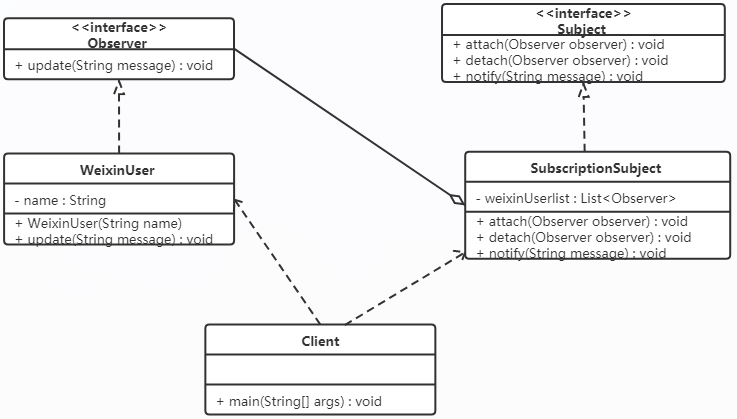 <<interface>>
Observer
+ update(String message) : void
<<interface>>
Subject
+ attach(Observer observer) : void
+ detach(Observer observer) : void
+ notify(String message) : void
WeixinUser
- name : String
+ WeixinUser(String name)
+ update(String message) : void
SubscriptionSubject
- weixinUserlist : List<Observer>
+ attach(Observer observer) : void
+ detach(Observer observer) : void
+ notify(String message) : void
Client
+ main(String[] args) : void